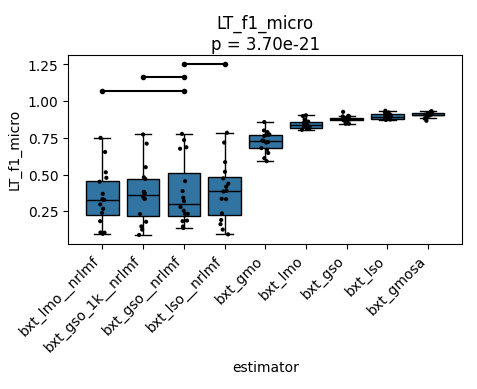 LT_f1_micro
p = 3.70e-21
LT_f1_micro
1.25
1.00
0.75
0.50
0.25
bxt_lmo__nrlmf
bxt_gso_1k__nrlmf
bxt_gso__nrlmf
bxt_lso__nrlmf
bxt_gmo
bxt_lmo
bxt_gso
bxt_lso
bxt_gmosa
estimator